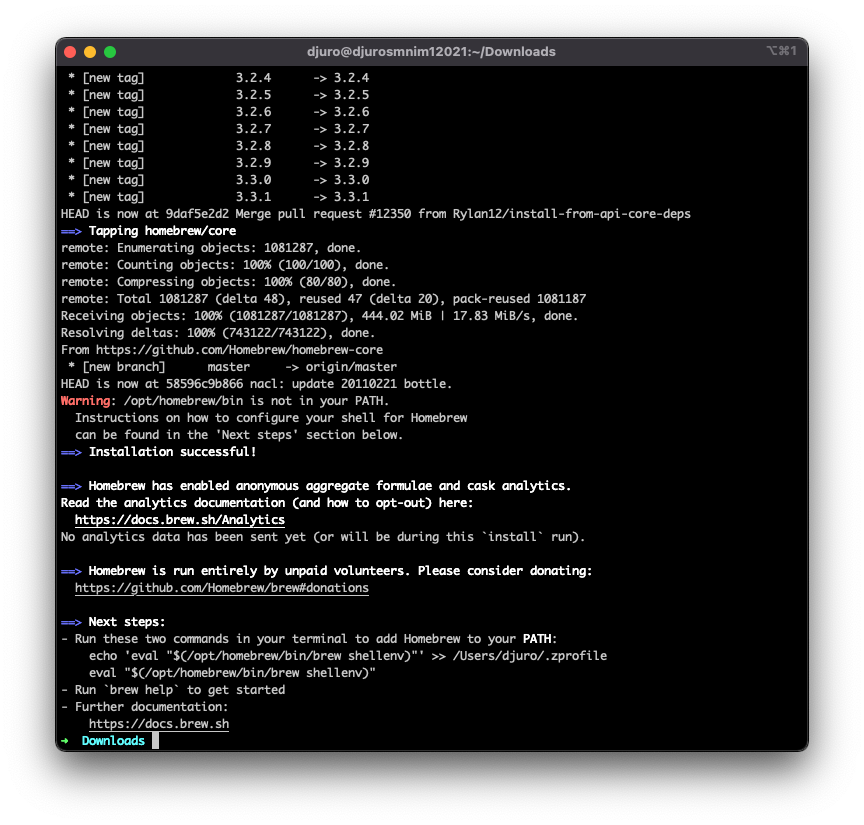 djuro@djurosmnim12021:~/Downloads
⌥⌘1
* [new tag] 3.2.4 -> 3.2.4
* [new tag] 3.2.5 -> 3.2.5
* [new tag] 3.2.6 -> 3.2.6
* [new tag] 3.2.7 -> 3.2.7
* [new tag] 3.2.8 -> 3.2.8
* [new tag] 3.2.9 -> 3.2.9
* [new tag] 3.3.0 -> 3.3.0
* [new tag] 3.3.1 -> 3.3.1
HEAD is now at 9daf5e2d2 Merge pull request #12350 from Rylan12/install-from-api-core-deps
==> Tapping homebrew/core
remote: Enumerating objects: 1081287, done.
remote: Counting objects: 100% (100/100), done.
remote: Compressing objects: 100% (80/80), done.
remote: Total 1081287 (delta 48), reused 47 (delta 20), pack-reused 1081187
Receiving objects: 100% (1081287/1081287), 444.02 MiB | 17.83 MiB/s, done.
Resolving deltas: 100% (743122/743122), done.
From https://github.com/Homebrew/homebrew-core
* [new branch] master -> origin/master
HEAD is now at 58596c9b866 nacl: update 20110221 bottle.
Warning: /opt/homebrew/bin is not in your PATH.
Instructions on how to configure your shell for Homebrew
can be found in the 'Next steps' section below.
==> Installation successful!
==> Homebrew has enabled anonymous aggregate formulae and cask analytics.
Read the analytics documentation (and how to opt-out) here:
https://docs.brew.sh/Analytics
No analytics data has been sent yet (or will be during this `install` run).
==> Homebrew is run entirely by unpaid volunteers. Please consider donating:
https://github.com/Homebrew/brew#donations
==> Next steps:
- Run these two commands in your terminal to add Homebrew to your PATH:
echo 'eval "$(/opt/homebrew/bin/brew shellenv)"' >> /Users/djuro/.zprofile
eval "$(/opt/homebrew/bin/brew shellenv)"
- Run `brew help` to get started
- Further documentation:
https://docs.brew.sh
➜ Downloads